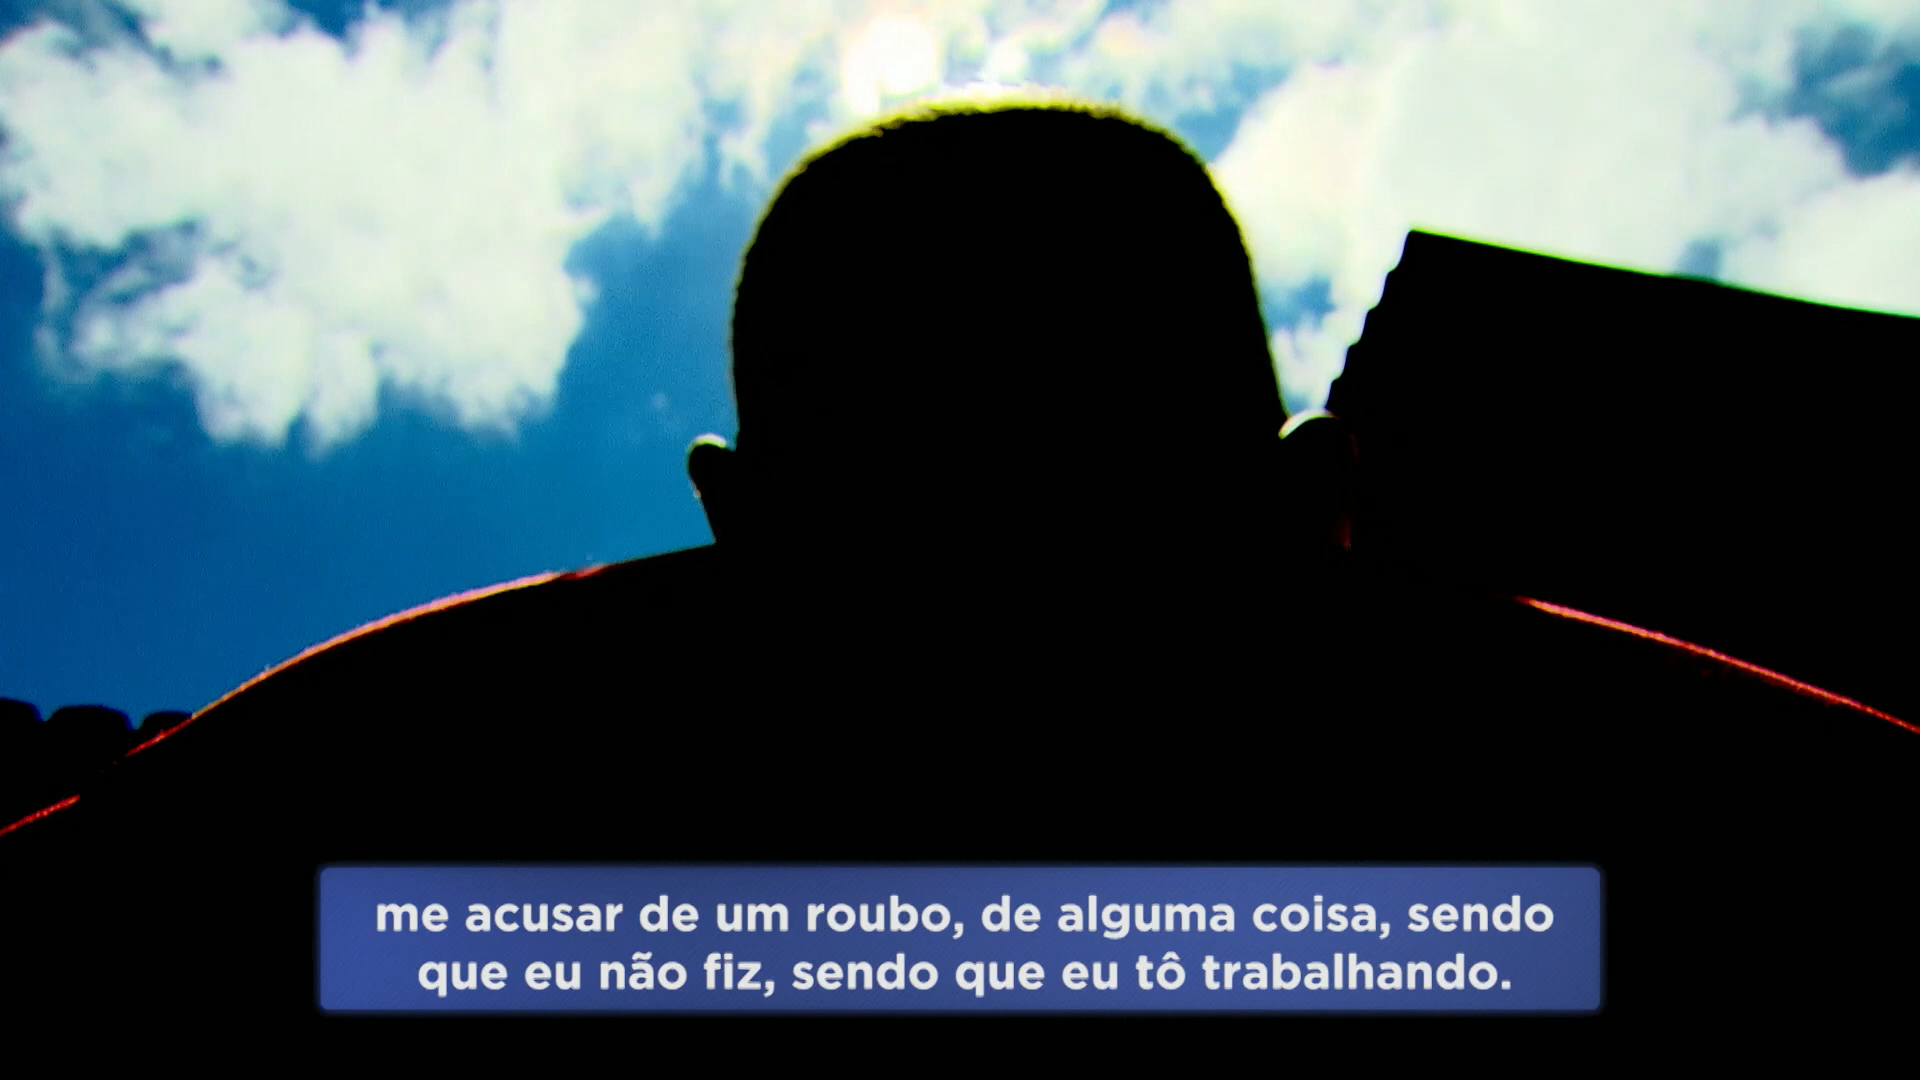 me acusar de um roubo, de alguma coisa, sendo
que eu não fiz, sendo que eu tô trabalhando.